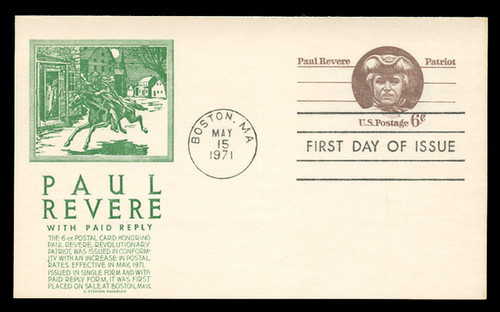 Paul Revere Patriot
U.S. Postage 6¢
BOSTON, MA
MAY
15
1971
FIRST DAY OF ISSUE
PAUL
REVERE
WITH PAID REPLY
THE 6-CT POSTAL CARD HONORING
PAUL REVERE, REVOLUTIONARY
PATRIOT, WAS ISSUED IN CONFORM-
ITY WITH AN INCREASE IN POSTAL
RATES EFFECTIVE IN MAY, 1971.
ISSUED IN SINGLE FORM AND WITH
PAID REPLY FORM, IT WAS FIRST
PLACED ON SALE AT BOSTON,